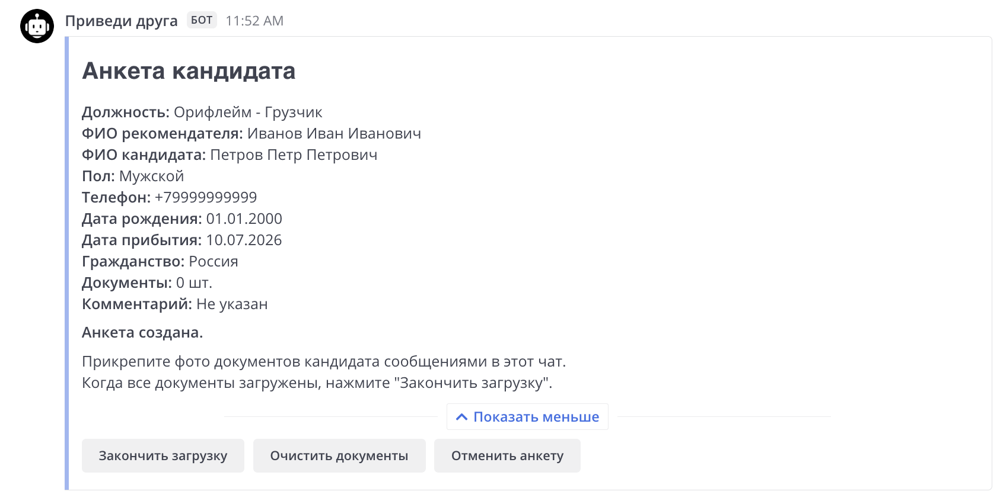 Приведи друга БОТ 11:52 AM
Анкета кандидата
Должность: Орифлейм - Грузчик
ФИО рекомендателя: Иванов Иван Иванович
ФИО кандидата: Петров Петр Петрович
Пол: Мужской
Телефон: +79999999999
Дата рождения: 01.01.2000
Дата прибытия: 10.07.2026
Гражданство: Россия
Документы: 0 шт.
Комментарий: Не указан
Анкета создана.
Прикрепите фото документов кандидата сообщениями в этот чат.
Когда все документы загружены, нажмите "Закончить загрузку".
Показать меньше
Закончить загрузку Очистить документы Отменить анкету